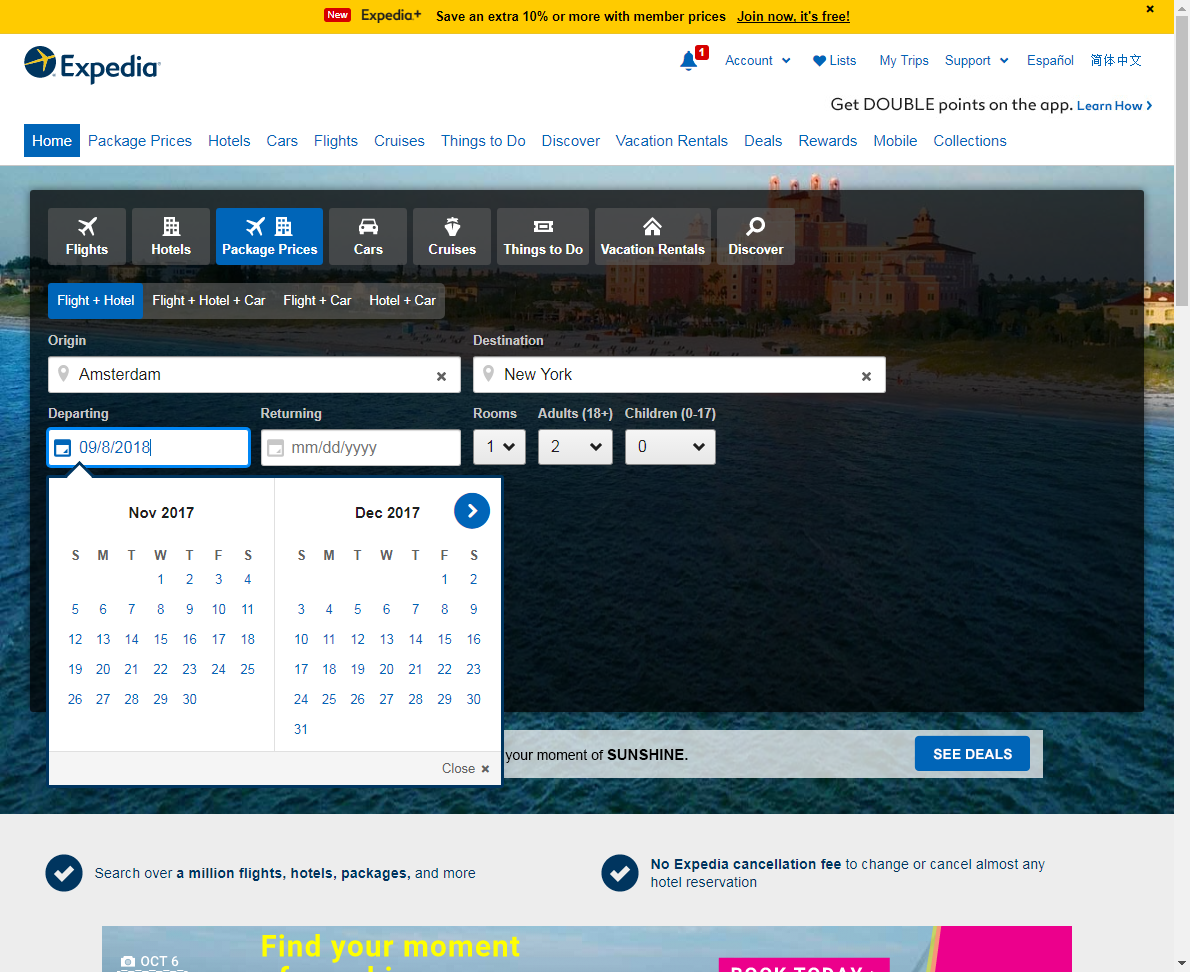 New Expedia+ Save an extra 10% or more with member prices Join now, it's free!
Expedia
1 Account Lists My Trips Support Español 简体中文
Get DOUBLE points on the app. Learn How
Home Package Prices Hotels Cars Flights Cruises Things to Do Discover Vacation Rentals Deals Rewards Mobile Collections
Flights Hotels Package Prices Cars Cruises Things to Do Vacation Rentals Discover
Flight + Hotel Flight + Hotel + Car Flight + Car Hotel + Car
Origin Destination
Amsterdam New York
Departing Returning Rooms Adults (18+) Children (0-17)
09/8/2018 mm/dd/yyyy 1 2 0
Nov 2017 Dec 2017
S M T W T F S S M T W T F S
1 2 3 4 1 2
5 6 7 8 9 10 11 3 4 5 6 7 8 9
12 13 14 15 16 17 18 10 11 12 13 14 15 16
19 20 21 22 23 24 25 17 18 19 20 21 22 23
26 27 28 29 30 24 25 26 27 28 29 30
31
your moment of SUNSHINE. SEE DEALS
Close
Search over a million flights, hotels, packages, and more
No Expedia cancellation fee to change or cancel almost any
hotel reservation
Find your moment
OCT 6
BOOK TODAY